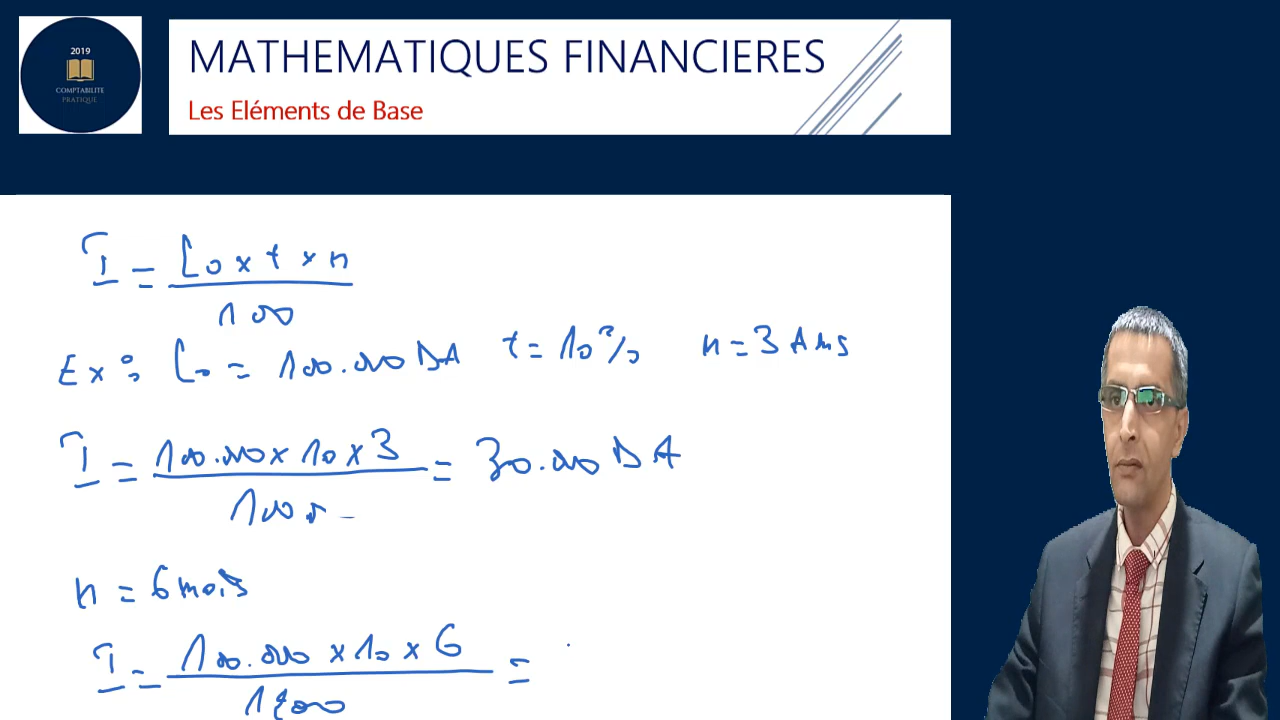 2019
COMPTABILITE
PRATIQUE
MATHEMATIQUES FINANCIERES
Les Eléments de Base
I = C0 x t x n
100
Ex: C0 = 100.000 DA t = 10% n = 3 Ans
I = 100.000 x 10 x 3 = 30.000 DA
100
n = 6 mois
I = 100.000 x 10 x 6 =
1200